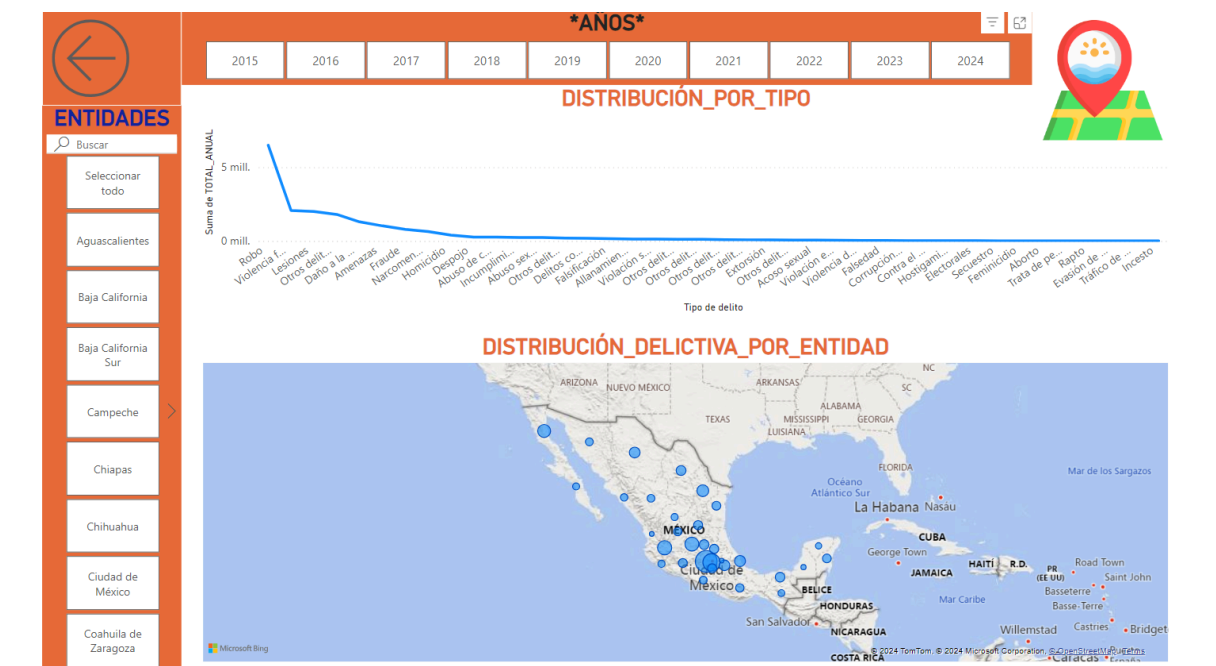 *AÑOS*
2015
2016
2017
2018
2019
2020
2021
2022
2023
2024
ENTIDADES
Buscar
Seleccionar
todo
Aguascalientes
Baja California
Baja California
Sur
Campeche
Chiapas
Chihuahua
Ciudad de
México
Coahuila de
Zaragoza
DISTRIBUCIÓN_POR_TIPO
Suma de TOTAL_ANUAL
5 mill.
0 mill.
Robo
Violencia f...
Lesiones
Otros delit...
Daño a la ...
Amenazas
Fraude
Narcomen...
Homicidio
Despojo
Abuso de c...
Incumplimi...
Abuso sex...
Otros delit...
Delitos co...
Falsificación
Allanamien...
Violación s...
Otros delit...
Otros delit...
Otros delit...
Extorsión
Otros delit...
Acoso sexual
Violación e...
Violencia d...
Falsedad
Corrupción...
Contra el ...
Hostigami...
Electorales
Secuestro
Feminicidio
Aborto
Trata de pe...
Rapto
Evasión de ...
Tráfico de ...
Incesto
Tipo de delito
DISTRIBUCIÓN_DELICTIVA_POR_ENTIDAD
NC
ARIZONA
NUEVO MÉXICO
ARKANSAS
SC
ALABAMA
TEXAS
MISSISSIPPI
GEORGIA
LUISIANA
FLORIDA
Mar de los Sargazos
Océano
Atlántico Sur
La Habana
Nasáu
MÉXICO
CUBA
George Town
Ciudad de
México
HAITÍ
R.D.
PR
(EE UU)
Road Town
Saint John
JAMAICA
BELICE
Basseterre
Basse-Terre
HONDURAS
Mar Caribe
San Salvador
NICARAGUA
Willemstad
Castries
Bridget
COSTA RICA
Caracas
España
Microsoft Bing
© 2024 TomTom, © 2024 Microsoft Corporation, © OpenStreetMap Terms